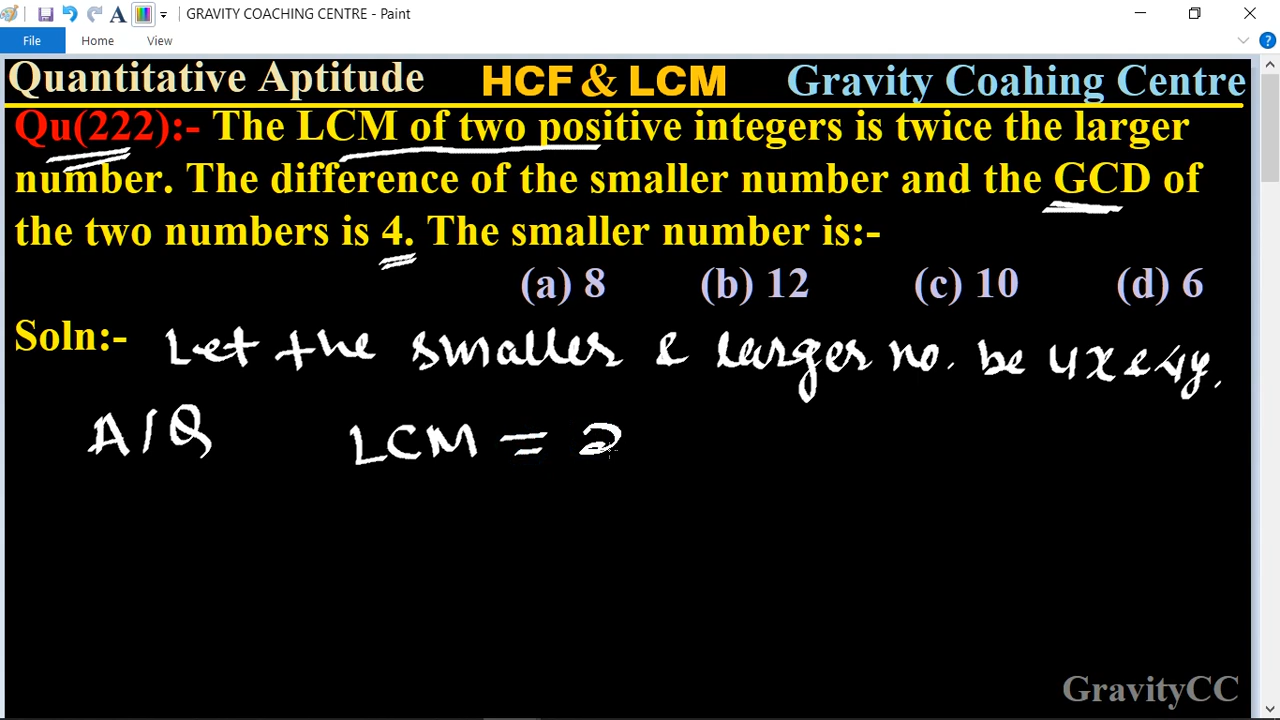 GRAVITY COACHING CENTRE - Paint
File Home View
Quantitative Aptitude HCF & LCM Gravity Coahing Centre
Qu(222):- The LCM of two positive integers is twice the larger
number. The difference of the smaller number and the GCD of
the two numbers is 4. The smaller number is:-
(a) 8 (b) 12 (c) 10 (d) 6
Soln:- Let the smaller & larger no. be 4x & 4y.
A/Q LCM = 2
GravityCC